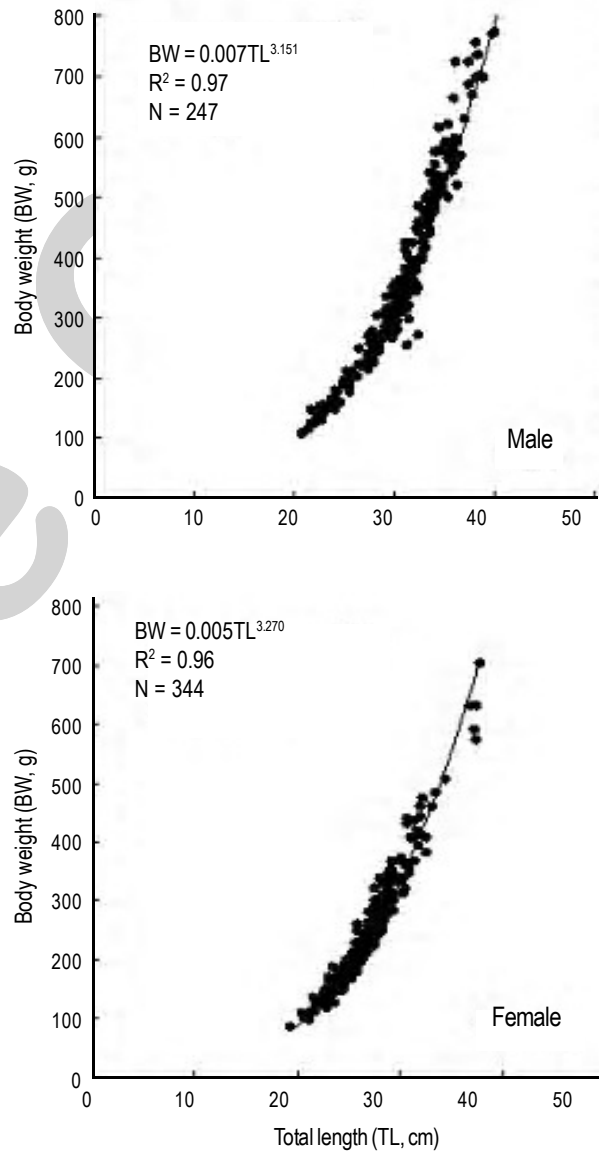 800
BW = 0.007TL3.151
700
R2 = 0.97
N = 247
600
500
Body weight (BW, g)
400
300
200
100
Male
0
0 10 20 30 40 50
800
BW = 0.005TL3.270
700
R2 = 0.96
N = 344
600
500
Body weight (BW, g)
400
300
200
100
Female
0
0 10 20 30 40 50
Total length (TL, cm)